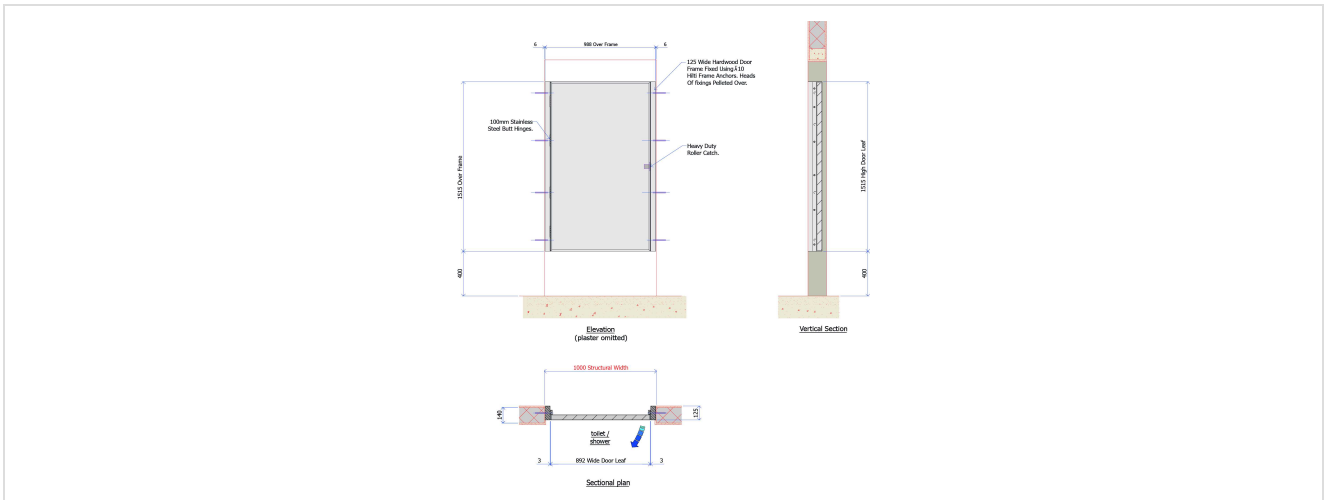 6
988 Over Frame
6
125 Wide Hardwood Door
Frame Fixed Using Ä10
Hilti Frame Anchors. Heads
Of fixings Pelleted Over.
100mm Stainless
Steel Butt Hinges.
Heavy Duty
Roller Catch.
1515 Over Frame
400
1515 High Door Leaf
400
Elevation
(plaster omitted)
Vertical Section
1000 Structural Width
140
125
toilet /
shower
3
892 Wide Door Leaf
3
Sectional plan